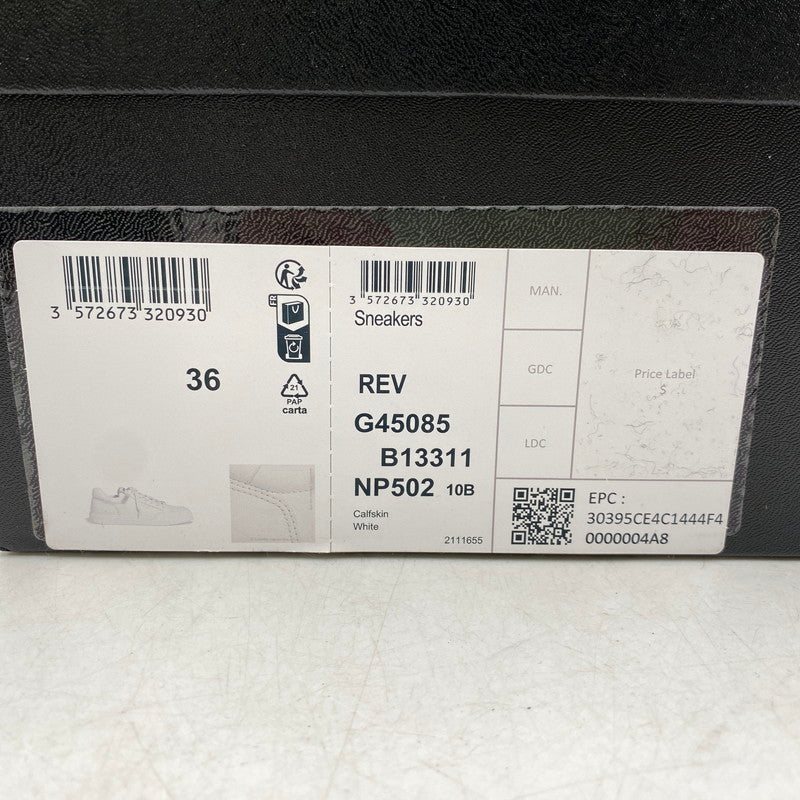 3 572673 320930
FR
21
PAP
carta
36
3 572673 320930
Sneakers
REV
G45085
B13311
NP502 10B
Calfskin
White
2111655
MAN.
GDC
LDC
Price Label
S
EPC :
30395CE4C1444F4
0000004A8